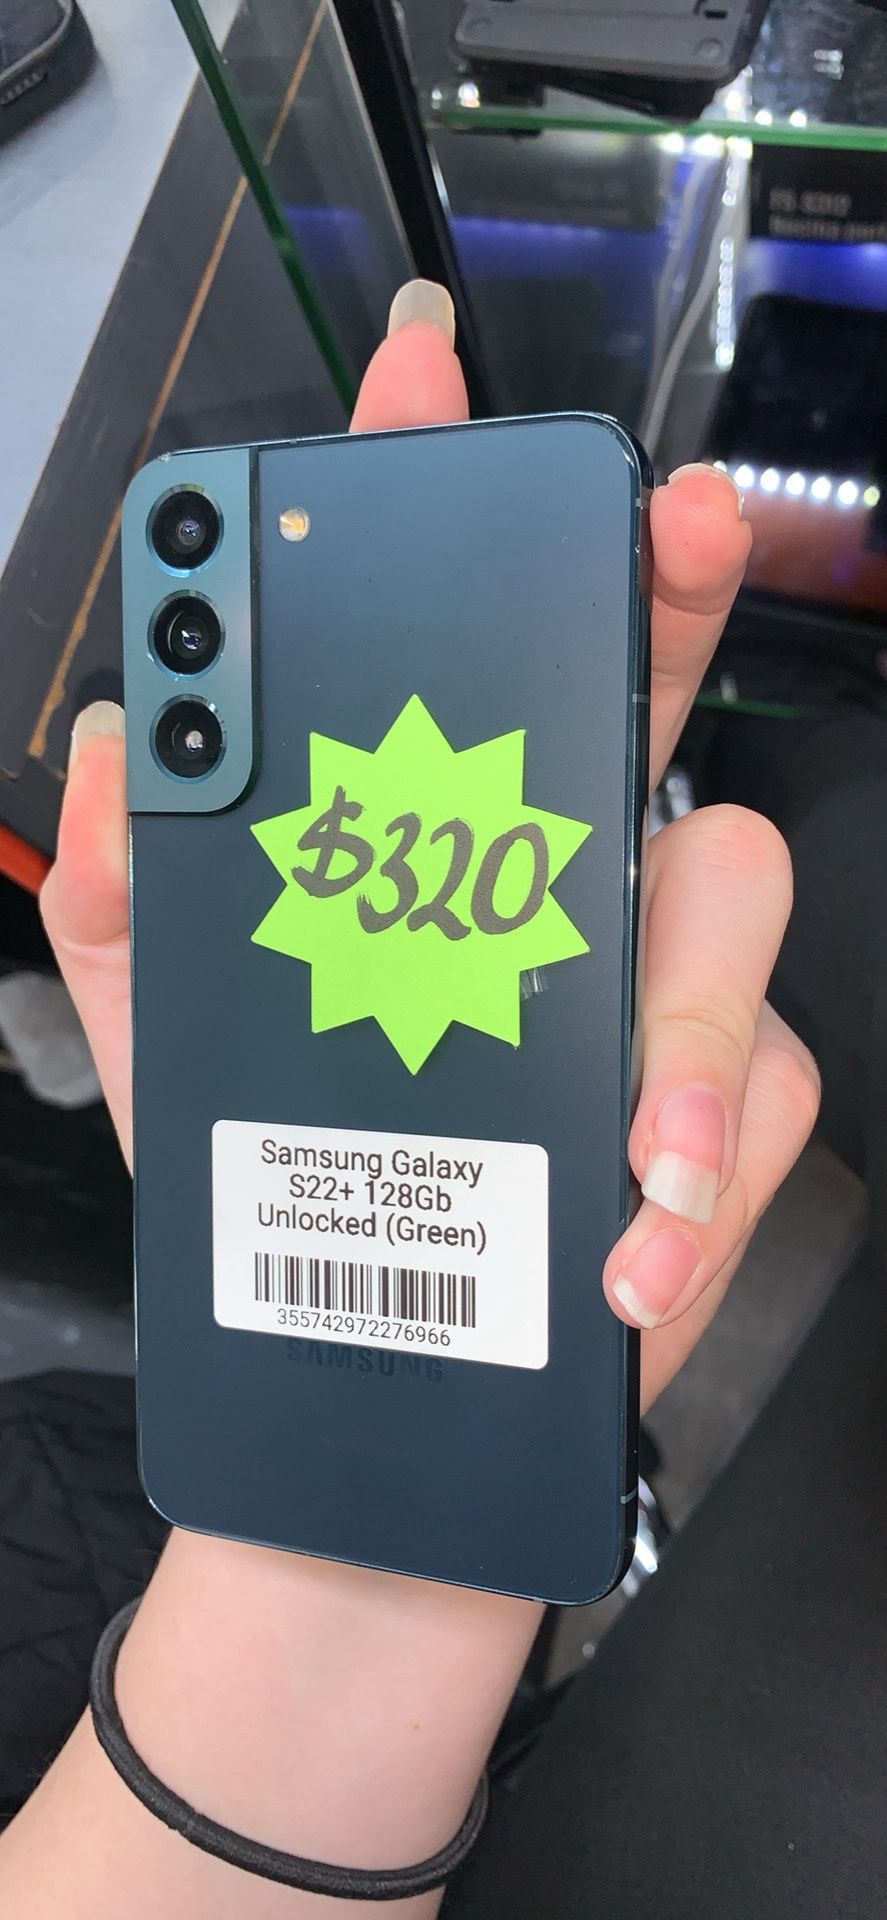 $320
Samsung Galaxy
S22+ 128Gb
Unlocked (Green)
355742972276966
SAMSUNG